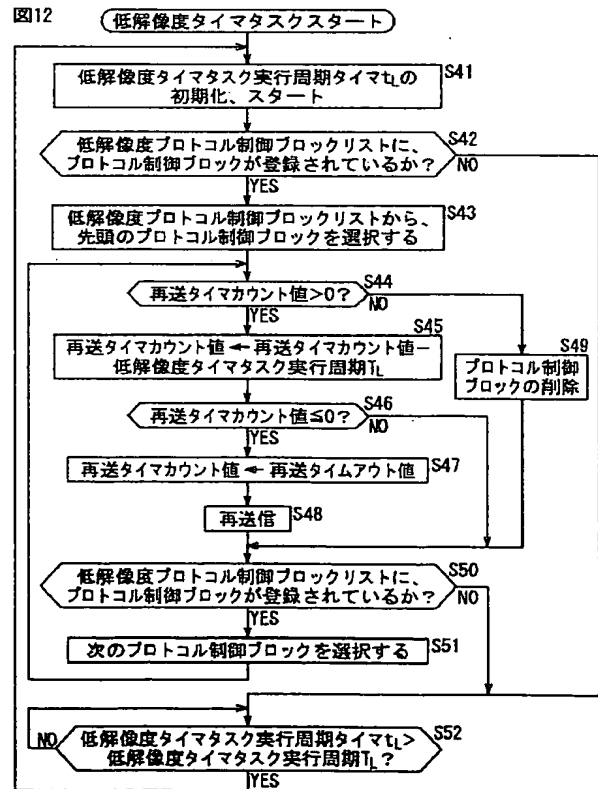 図12
低解像度タイマタスクスタート
低解像度タイマタスク実行周期タイマtLの
初期化、スタート
S41
低解像度プロトコル制御ブロックリストに、
プロトコル制御ブロックが登録されているか?
S42
NO
YES
低解像度プロトコル制御ブロックリストから、
先頭のプロトコル制御ブロックを選択する
S43
再送タイマカウント値>0?
S44
NO
YES
再送タイマカウント値←再送タイマカウント値−
低解像度タイマタスク実行周期TL
S45
プロトコル制御
ブロックの削除
S49
再送タイマカウント値≦0?
S46
NO
YES
再送タイマカウント値←再送タイムアウト値
S47
再送信
S48
低解像度プロトコル制御ブロックリストに、
プロトコル制御ブロックが登録されているか?
S50
NO
YES
次のプロトコル制御ブロックを選択する
S51
NO
低解像度タイマタスク実行周期タイマtL>
低解像度タイマタスク実行周期TL?
S52
YES